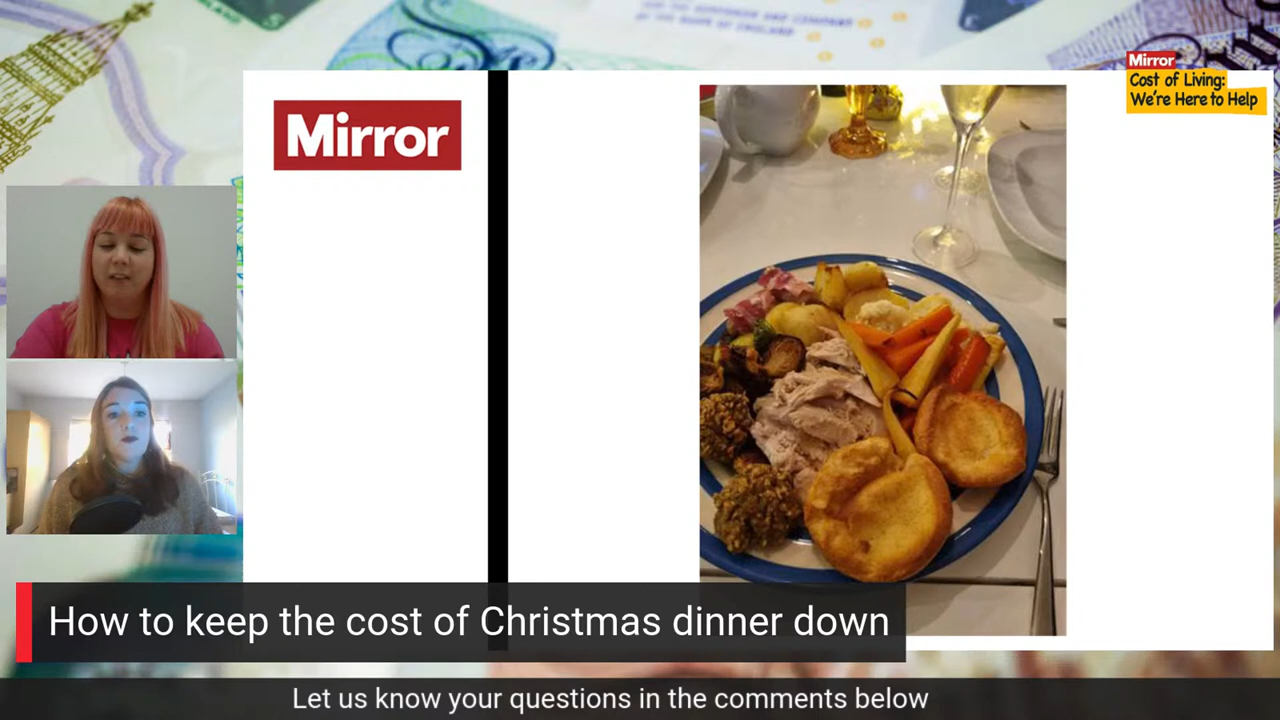 Mirror
Cost of Living:
We're Here to Help
Mirror
How to keep the cost of Christmas dinner down
Let us know your questions in the comments below